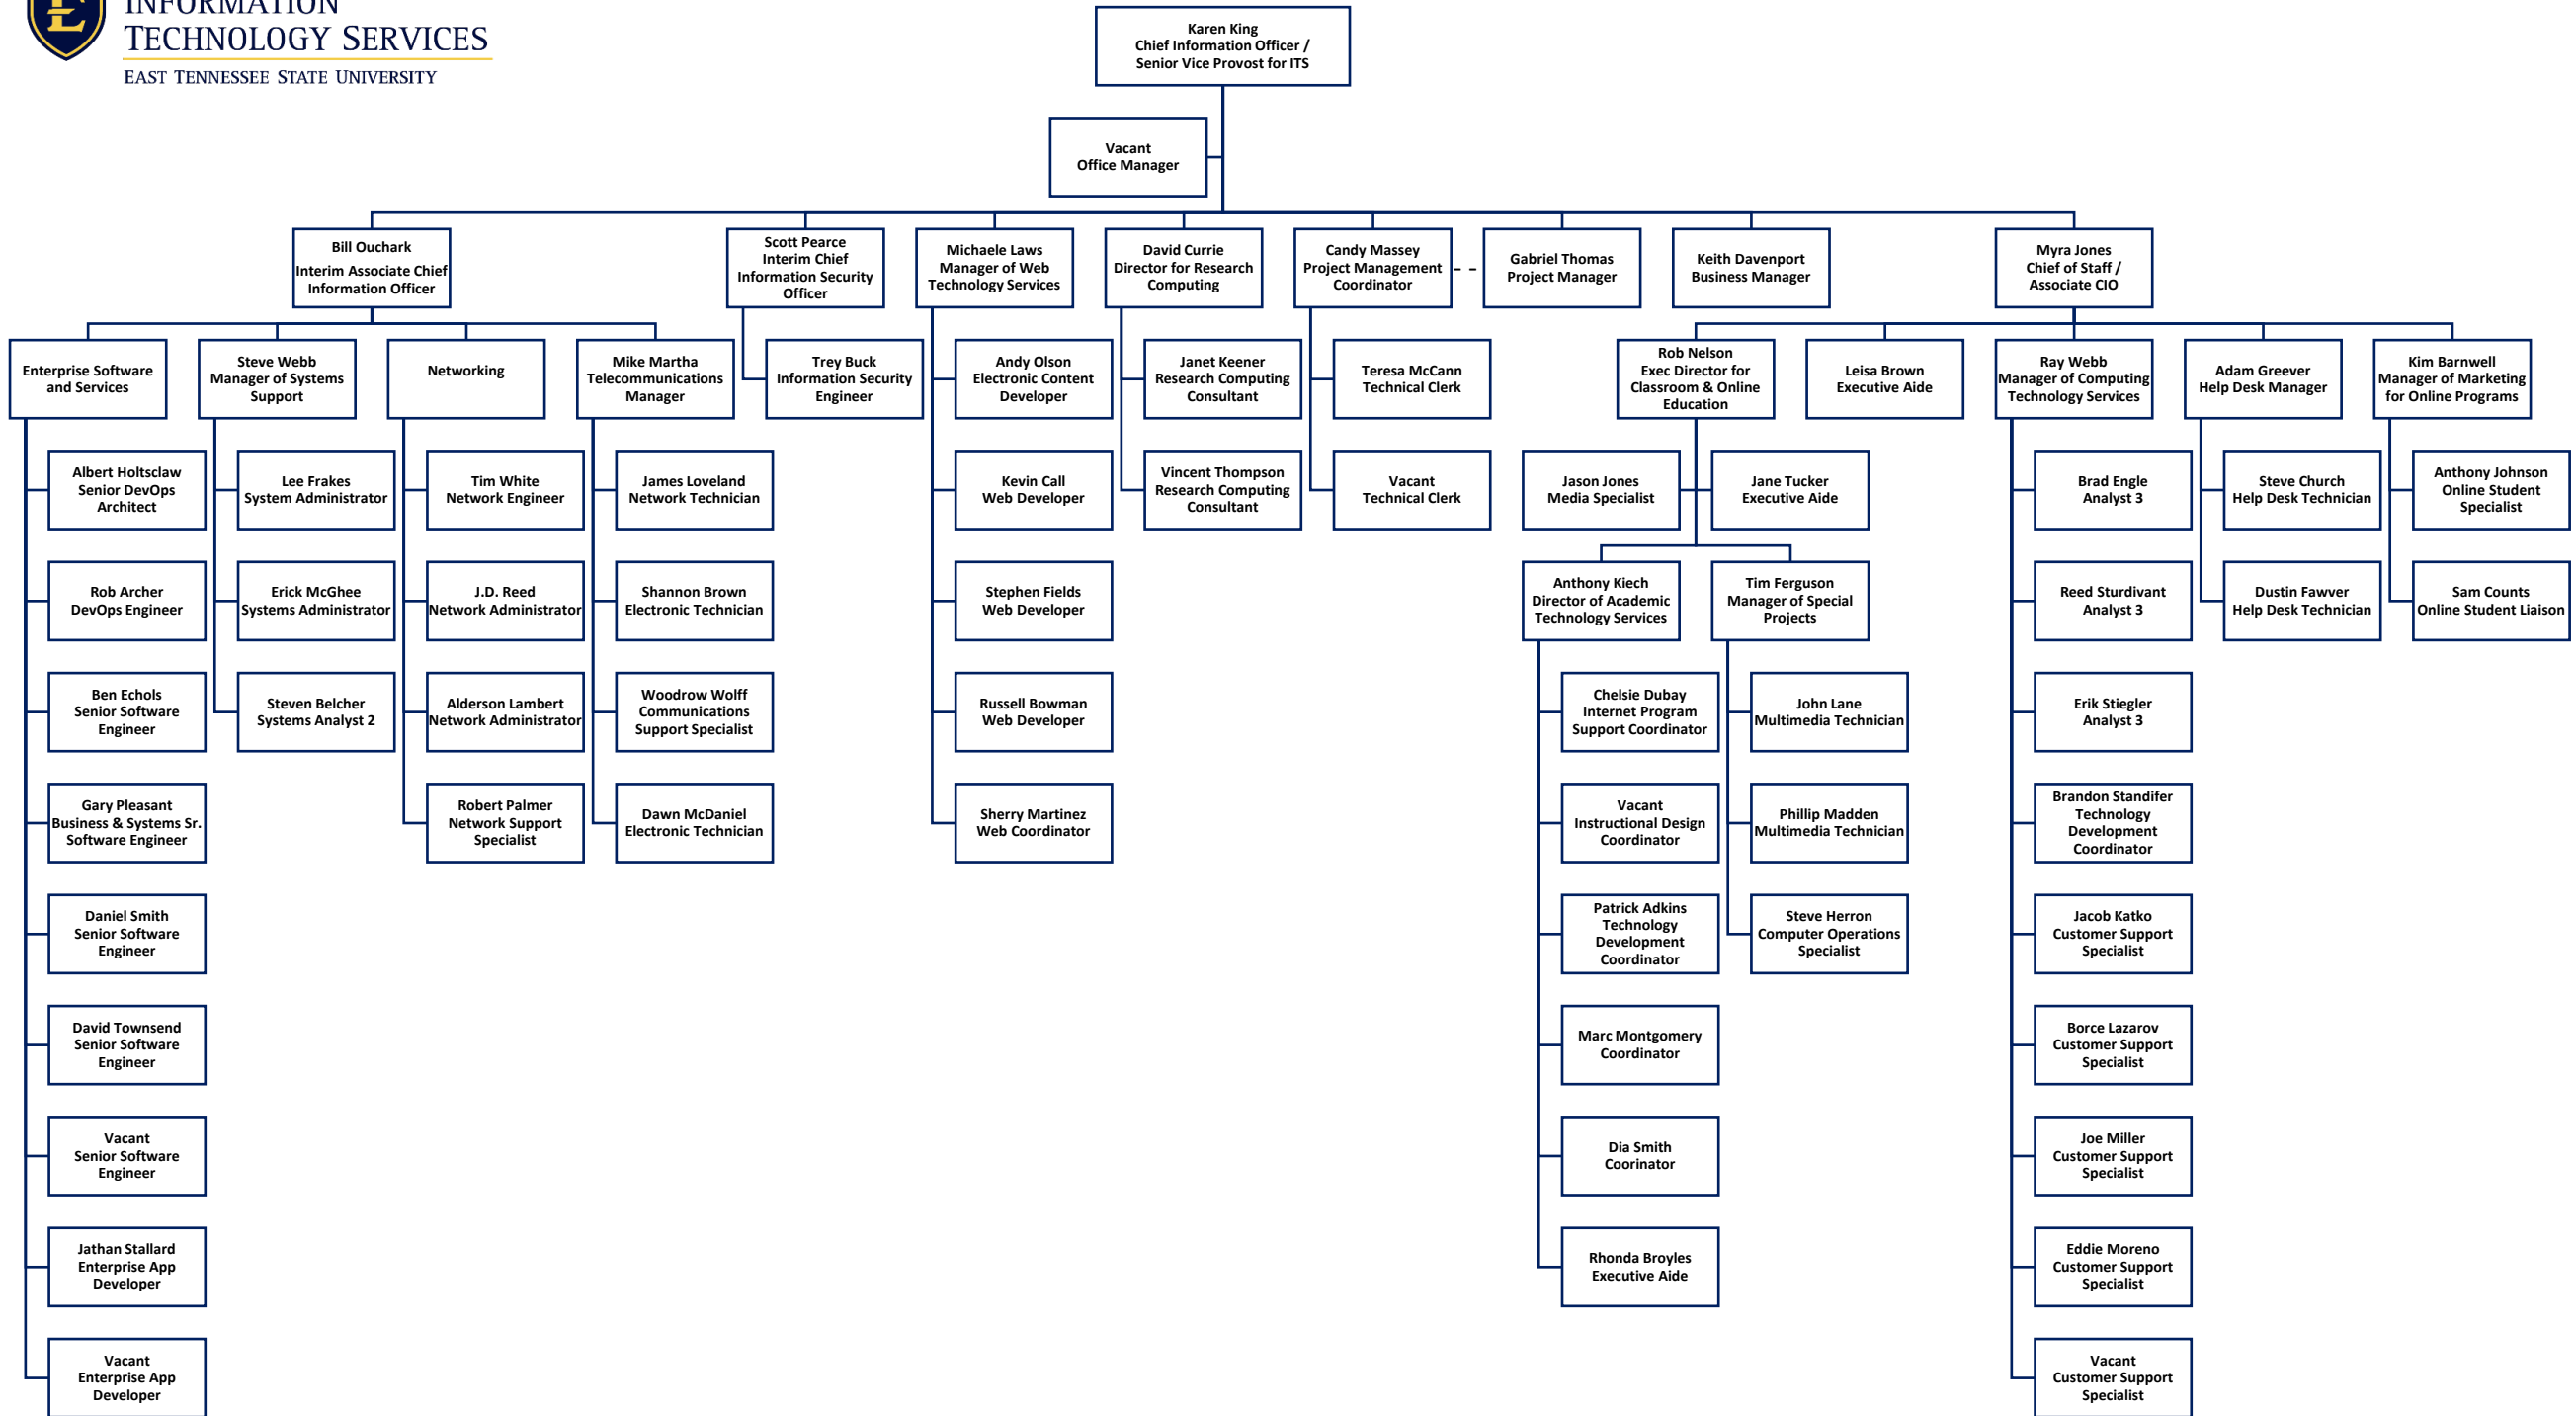 INFORMATION
TECHNOLOGY SERVICES
EAST TENNESSEE STATE UNIVERSITY
Karen King
Chief Information Officer /
Senior Vice Provost for ITS
Vacant
Office Manager
Bill Ouchark
Interim Associate Chief
Information Officer
Scott Pearce
Interim Chief
Information Security
Officer
Michaele Laws
Manager of Web
Technology Services
David Currie
Director for Research
Computing
Candy Massey
Project Management
Coordinator
Gabriel Thomas
Project Manager
Keith Davenport
Business Manager
Myra Jones
Chief of Staff /
Associate CIO
Enterprise Software
and Services
Steve Webb
Manager of Systems
Support
Networking
Mike Martha
Telecommunications
Manager
Trey Buck
Information Security
Engineer
Andy Olson
Electronic Content
Developer
Janet Keener
Research Computing
Consultant
Teresa McCann
Technical Clerk
Rob Nelson
Exec Director for
Classroom & Online
Education
Leisa Brown
Executive Aide
Ray Webb
Manager of Computing
Technology Services
Adam Greever
Help Desk Manager
Kim Barnwell
Manager of Marketing
for Online Programs
Albert Holtsclaw
Senior DevOps
Architect
Lee Frakes
System Administrator
Tim White
Network Engineer
James Loveland
Network Technician
Kevin Call
Web Developer
Vincent Thompson
Research Computing
Consultant
Vacant
Technical Clerk
Jason Jones
Media Specialist
Jane Tucker
Executive Aide
Brad Engle
Analyst 3
Steve Church
Help Desk Technician
Anthony Johnson
Online Student
Specialist
Rob Archer
DevOps Engineer
Erick McGhee
Systems Administrator
J.D. Reed
Network Administrator
Shannon Brown
Electronic Technician
Stephen Fields
Web Developer
Anthony Kiech
Director of Academic
Technology Services
Tim Ferguson
Manager of Special
Projects
Reed Sturdivant
Analyst 3
Dustin Fawver
Help Desk Technician
Sam Counts
Online Student Liaison
Ben Echols
Senior Software
Engineer
Steven Belcher
Systems Analyst 2
Alderson Lambert
Network Administrator
Woodrow Wolff
Communications
Support Specialist
Russell Bowman
Web Developer
Chelsie Dubay
Internet Program
Support Coordinator
John Lane
Multimedia Technician
Erik Stiegler
Analyst 3
Gary Pleasant
Business & Systems Sr.
Software Engineer
Robert Palmer
Network Support
Specialist
Dawn McDaniel
Electronic Technician
Sherry Martinez
Web Coordinator
Vacant
Instructional Design
Coordinator
Phillip Madden
Multimedia Technician
Brandon Standifer
Technology
Development
Coordinator
Daniel Smith
Senior Software
Engineer
Patrick Adkins
Technology
Development
Coordinator
Steve Herron
Computer Operations
Specialist
Jacob Katko
Customer Support
Specialist
David Townsend
Senior Software
Engineer
Marc Montgomery
Coordinator
Borce Lazarov
Customer Support
Specialist
Vacant
Senior Software
Engineer
Dia Smith
Coorinator
Joe Miller
Customer Support
Specialist
Jathan Stallard
Enterprise App
Developer
Rhonda Broyles
Executive Aide
Eddie Moreno
Customer Support
Specialist
Vacant
Enterprise App
Developer
Vacant
Customer Support
Specialist